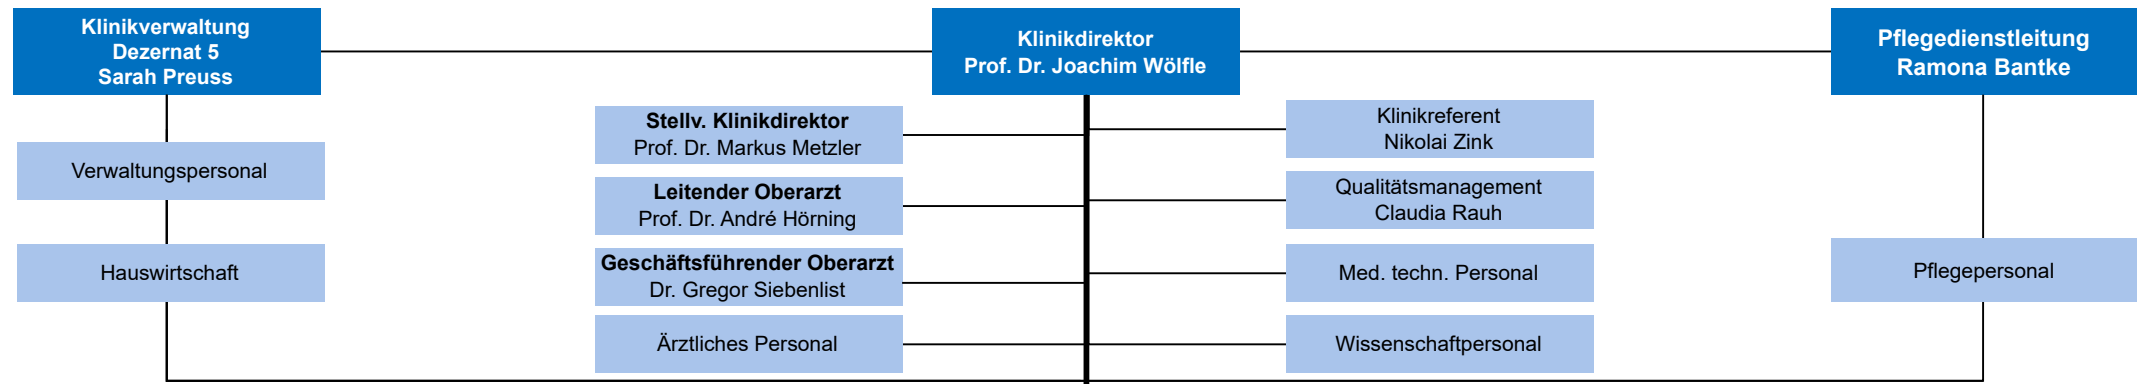 Klinikverwaltung
Dezernat 5
Sarah Preuss
Klinikdirektor
Prof. Dr. Joachim Wölfle
Pflegedienstleitung
Ramona Bantke
Verwaltungspersonal
Hauswirtschaft
Stellv. Klinikdirektor
Prof. Dr. Markus Metzler
Leitender Oberarzt
Prof. Dr. André Hörning
Geschäftsführender Oberarzt
Dr. Gregor Siebenlist
Ärztliches Personal
Klinikreferent
Nikolai Zink
Qualitätsmanagement
Claudia Rauh
Med. techn. Personal
Wissenschaftpersonal
Pflegepersonal